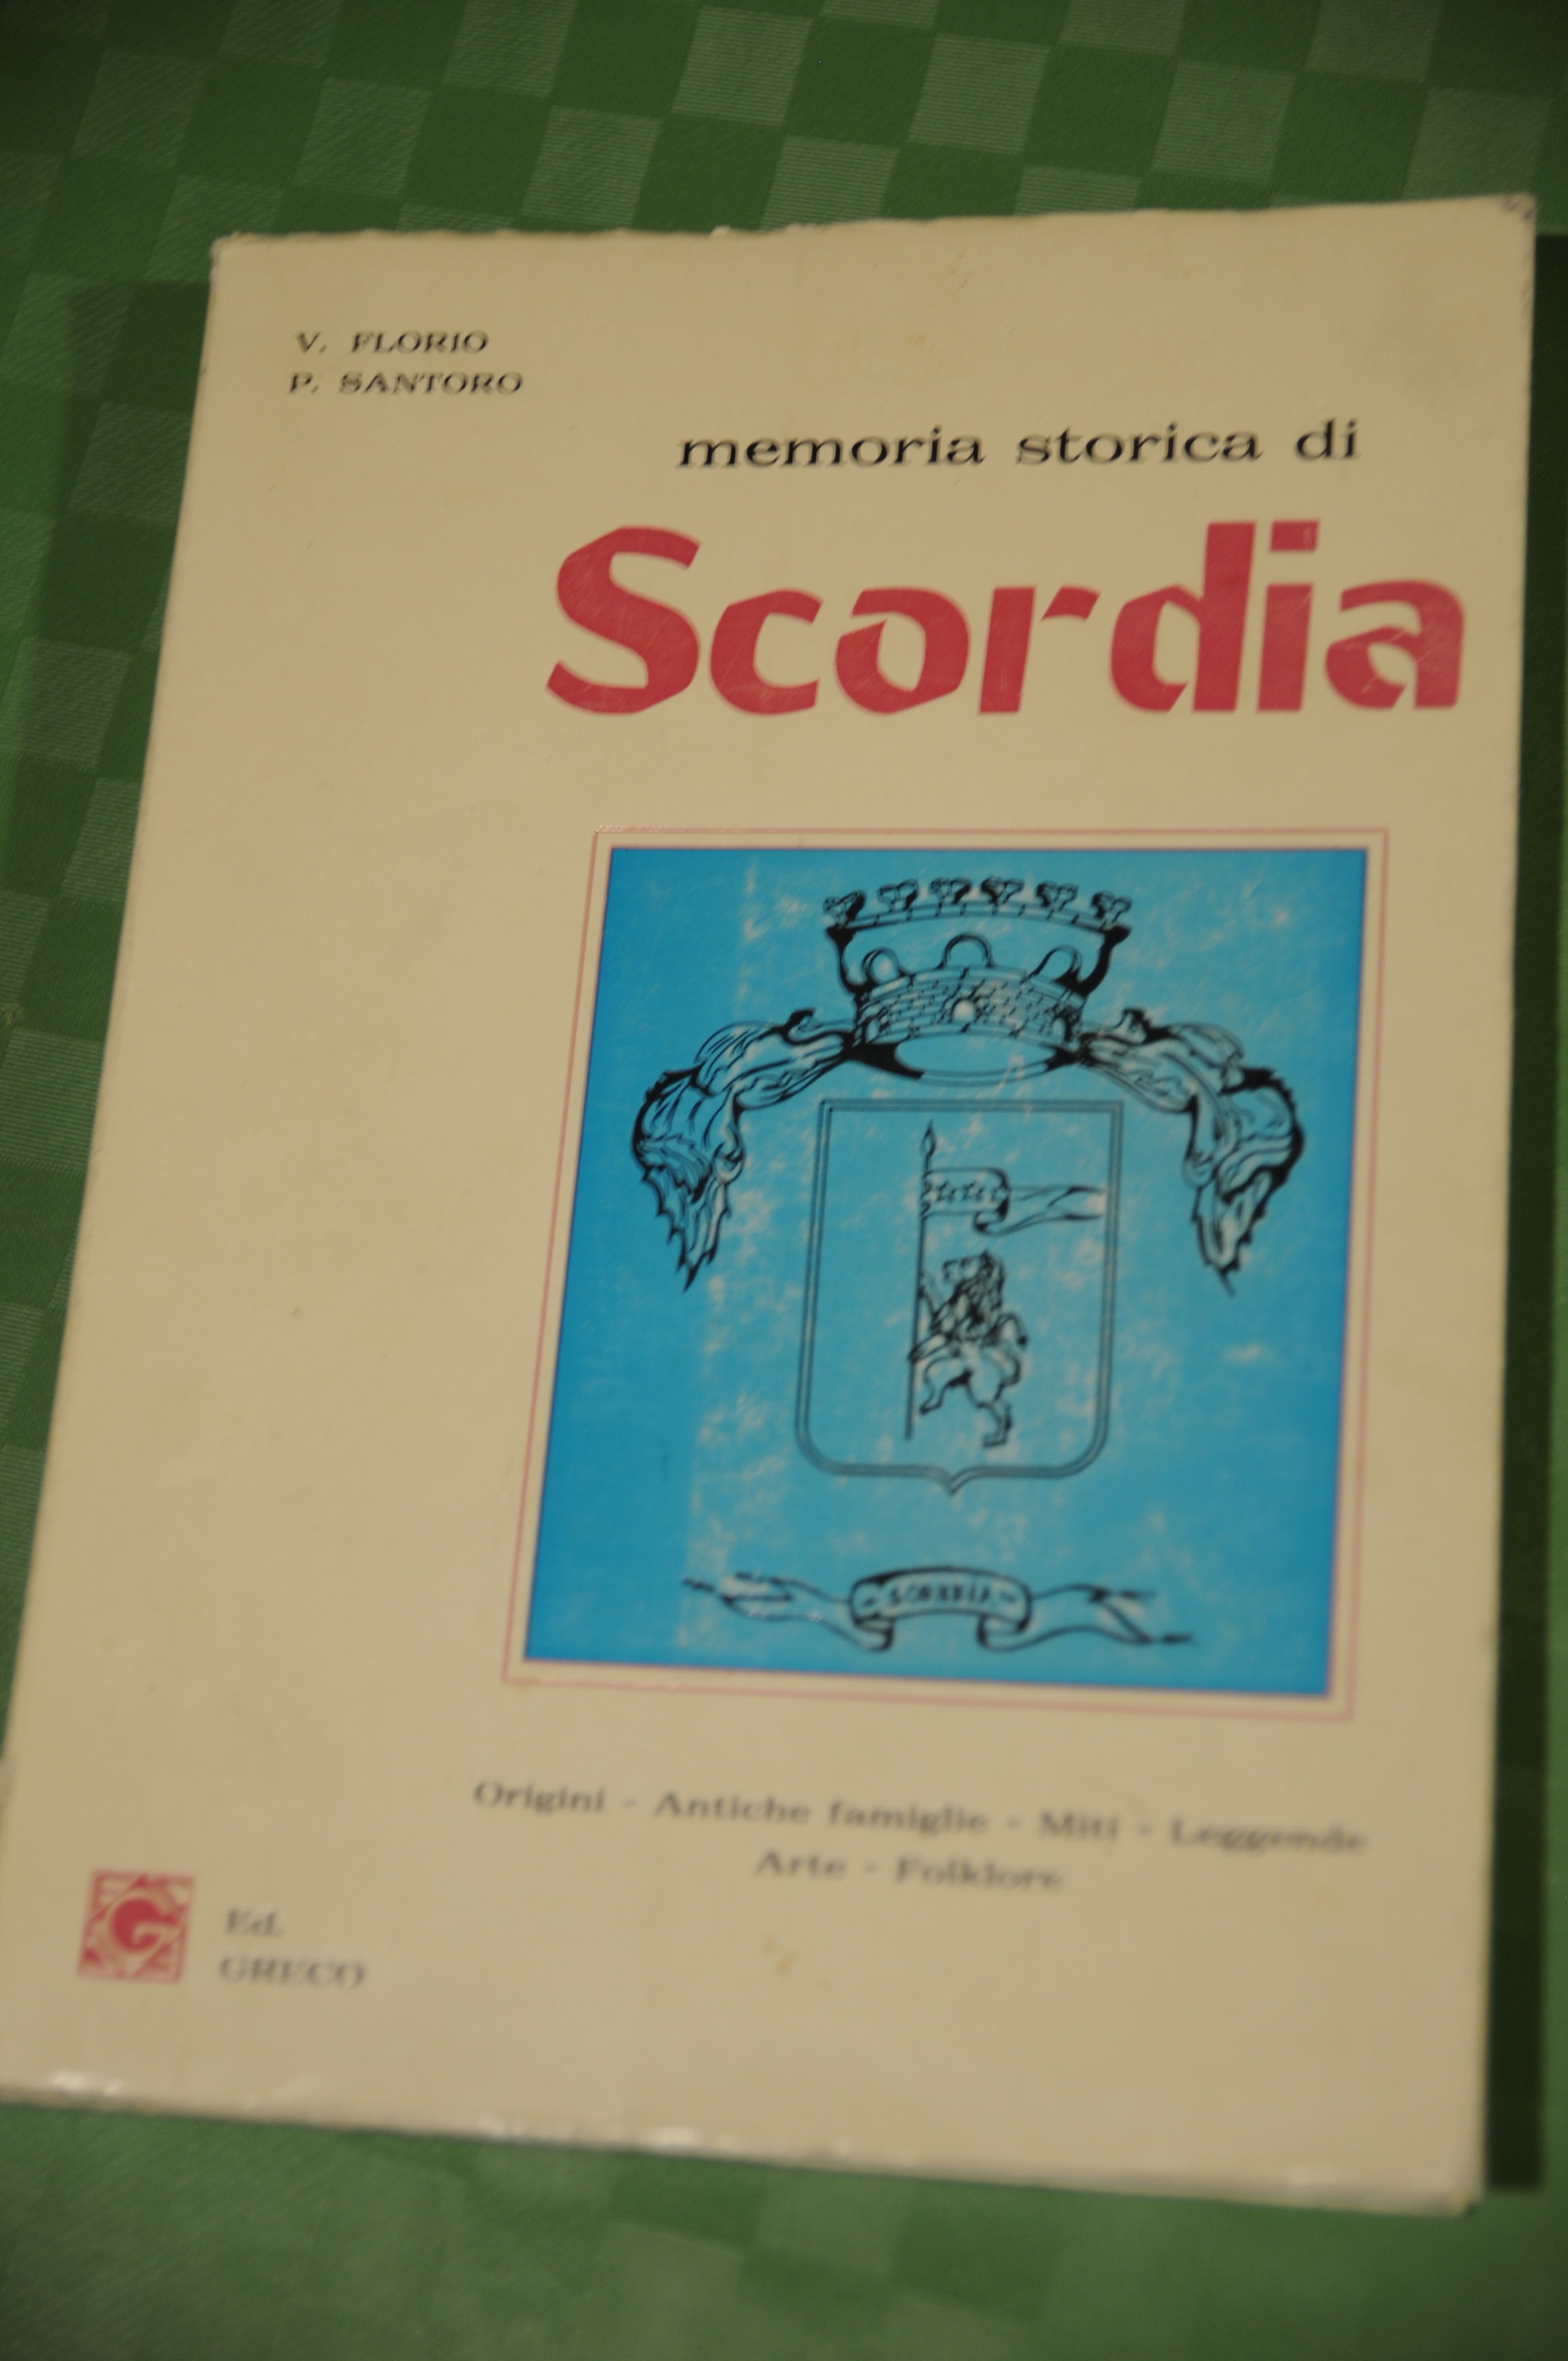 V. FLORIO
P. SANTORO
memoria storica di
Scordia
SCORDIA
Origini - Antiche famiglie - Miti - Leggende
Arte - Folklore
G
Ed.
GRECO